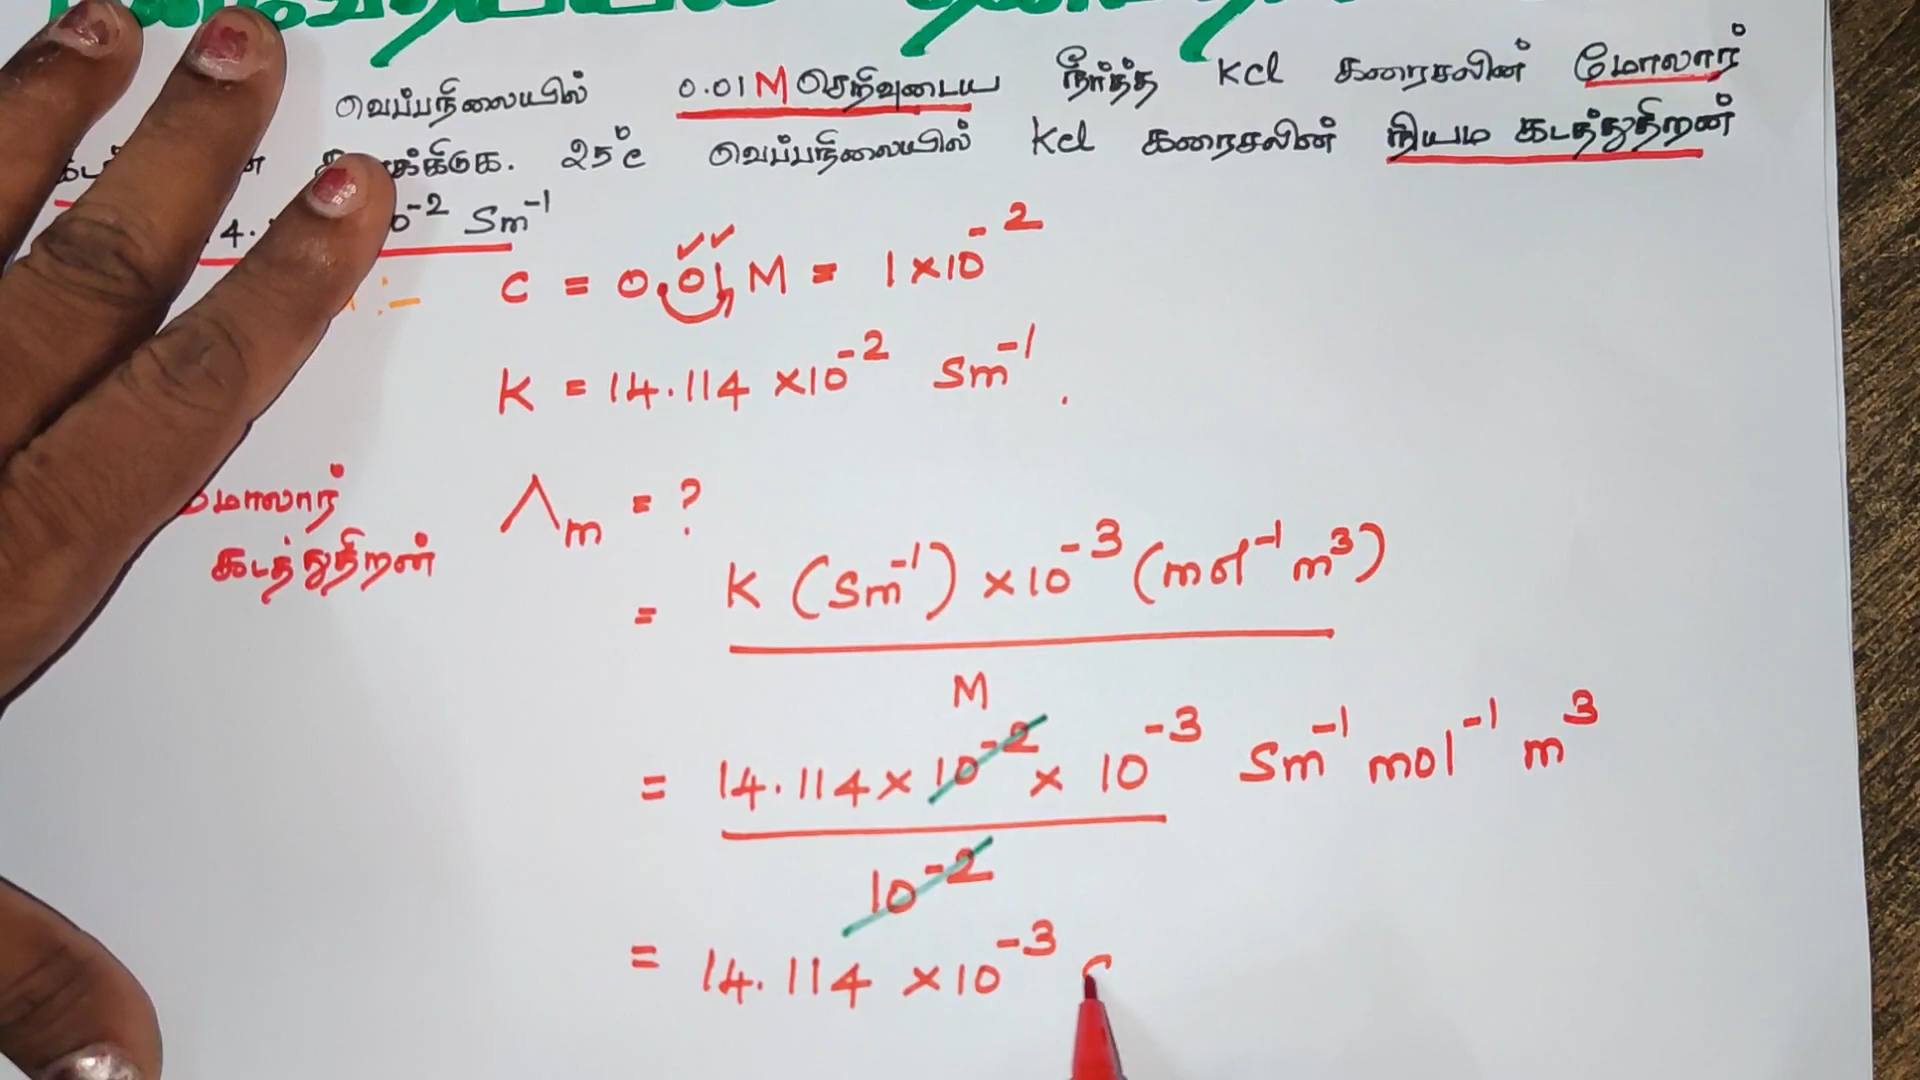 வெப்பநிலையில் 0.01M செறிவுடைய நீர்த்த Kcl கரைசலின் மோலார்
25°c வெப்பநிலையில் Kcl கரைசலின் நியம கடத்துதிறன்
10⁻² Sm⁻¹
C = 0.01 M = 1×10⁻²
K = 14.114 ×10⁻² Sm⁻¹.
மோலார் Λm = ?
கடத்துதிறன்
= K (Sm⁻¹) ×10⁻³ (mol⁻¹ m³)
M
= 14.114 × 10⁻² × 10⁻³ Sm⁻¹ mol⁻¹ m³
10⁻²
= 14.114 ×10⁻³